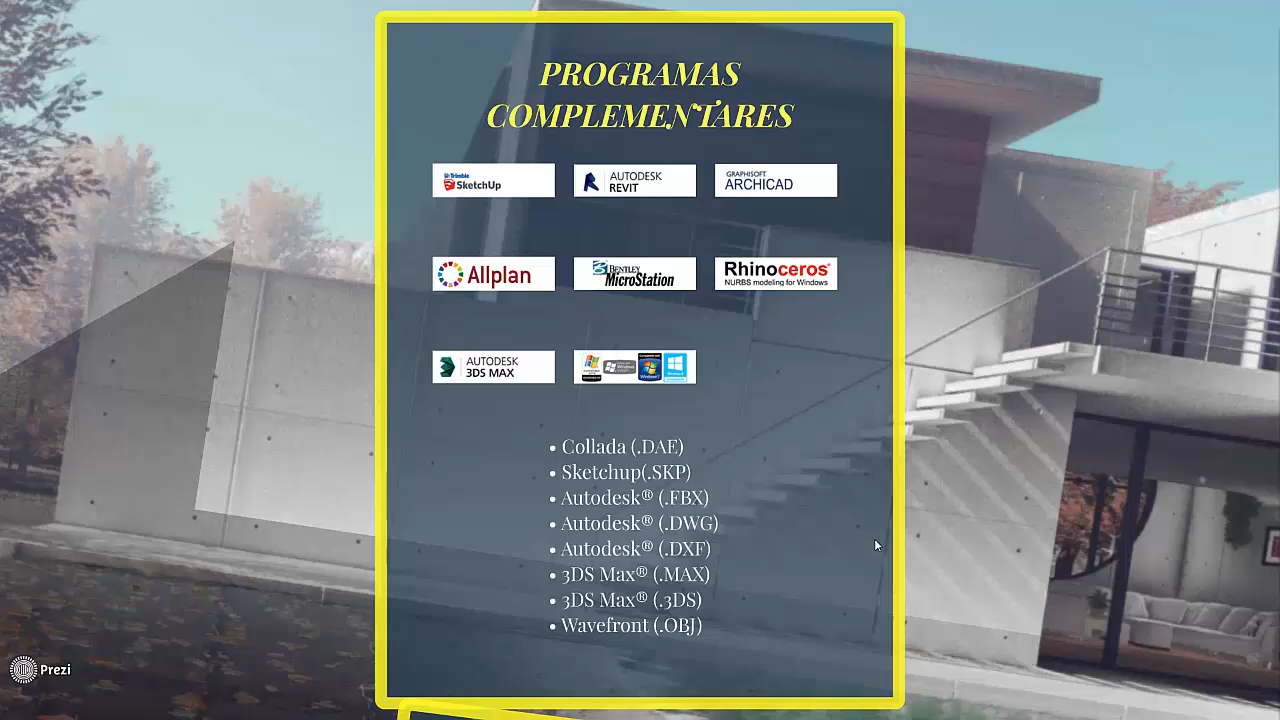 PROGRAMAS
COMPLEMENTARES
Trimble
SketchUp
AUTODESK
REVIT
GRAPHISOFT
ARCHICAD
Allplan
BENTLEY
MicroStation
Rhinoceros®
NURBS modeling for Windows
AUTODESK
3DS MAX
• Collada (.DAE)
• Sketchup(.SKP)
• Autodesk® (.FBX)
• Autodesk® (.DWG)
• Autodesk® (.DXF)
• 3DS Max® (.MAX)
• 3DS Max® (.3DS)
• Wavefront (.OBJ)
Prezi